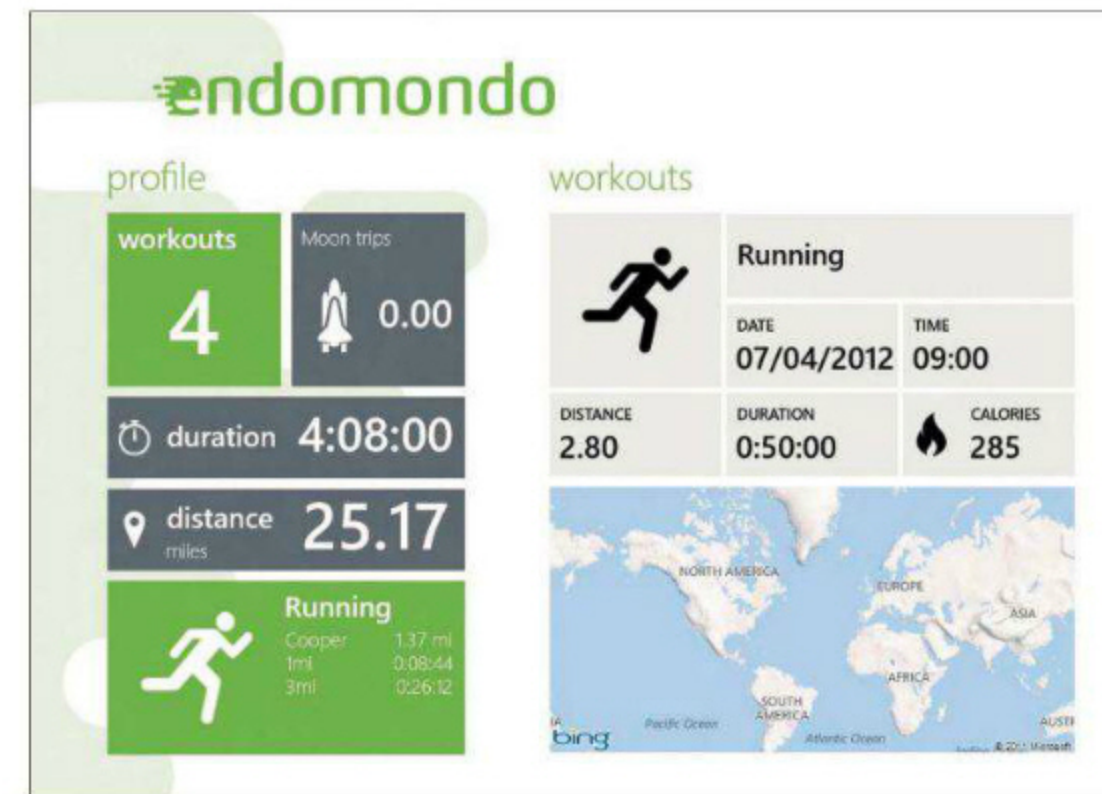 endomondo
profile
workouts
4
Moon trips
0.00
duration 4:08:00
distance 25.17
miles
Running
Cooper 1.37 mi
1mi 0:08:44
3mi 0:26:12
workouts
Running
DATE
07/04/2012
TIME
09:00
DISTANCE
2.80
DURATION
0:50:00
CALORIES
285
NORTH AMERICA
EUROPE
ASIA
AFRICA
SOUTH
AMERICA
IA
Pacific Ocean
AUSTR
Atlantic Ocean
bing
Microsoft